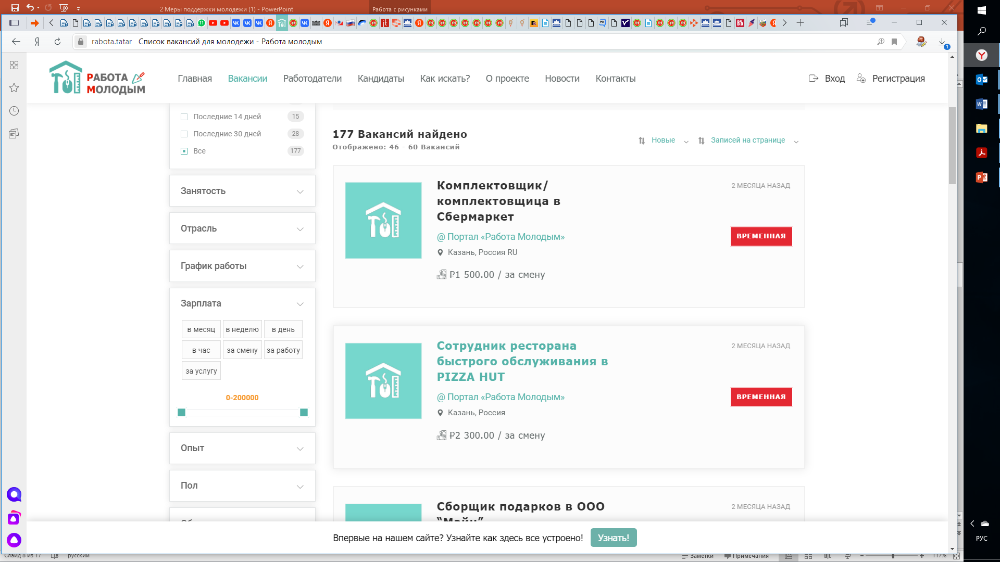 2 Меры поддержки молодежи (1) - PowerPoint
Работа с рисунками
rabota.tatar
Список вакансий для молодежи - Работа молодым
1
РАБОТА
МОЛОДЫМ
Главная
Вакансии
Работодатели
Кандидаты
Как искать?
О проекте
Новости
Контакты
Вход
Регистрация
Последние 14 дней
15
Последние 30 дней
28
Все
177
Занятость
Отрасль
График работы
Зарплата
в месяц
в неделю
в день
в час
за смену
за работу
за услугу
0-200000
Опыт
Пол
177 Вакансий найдено
Отображено: 46 - 60 Вакансий
Новые
Записей на странице
Комплектовщик/
комплектовщица в
Сбермаркет
@ Портал «Работа Молодым»
Казань, Россия RU
₽1 500.00 / за смену
2 МЕСЯЦА НАЗАД
ВРЕМЕННАЯ
Сотрудник ресторана
быстрого обслуживания в
PIZZA HUT
@ Портал «Работа Молодым»
Казань, Россия
₽2 300.00 / за смену
2 МЕСЯЦА НАЗАД
ВРЕМЕННАЯ
Сборщик подарков в ООО
2 МЕСЯЦА НАЗАД
Впервые на нашем сайте? Узнайте как здесь все устроено!
Узнать!
Слайд 8 из 17
русский
Заметки
Примечания
117%
РУС